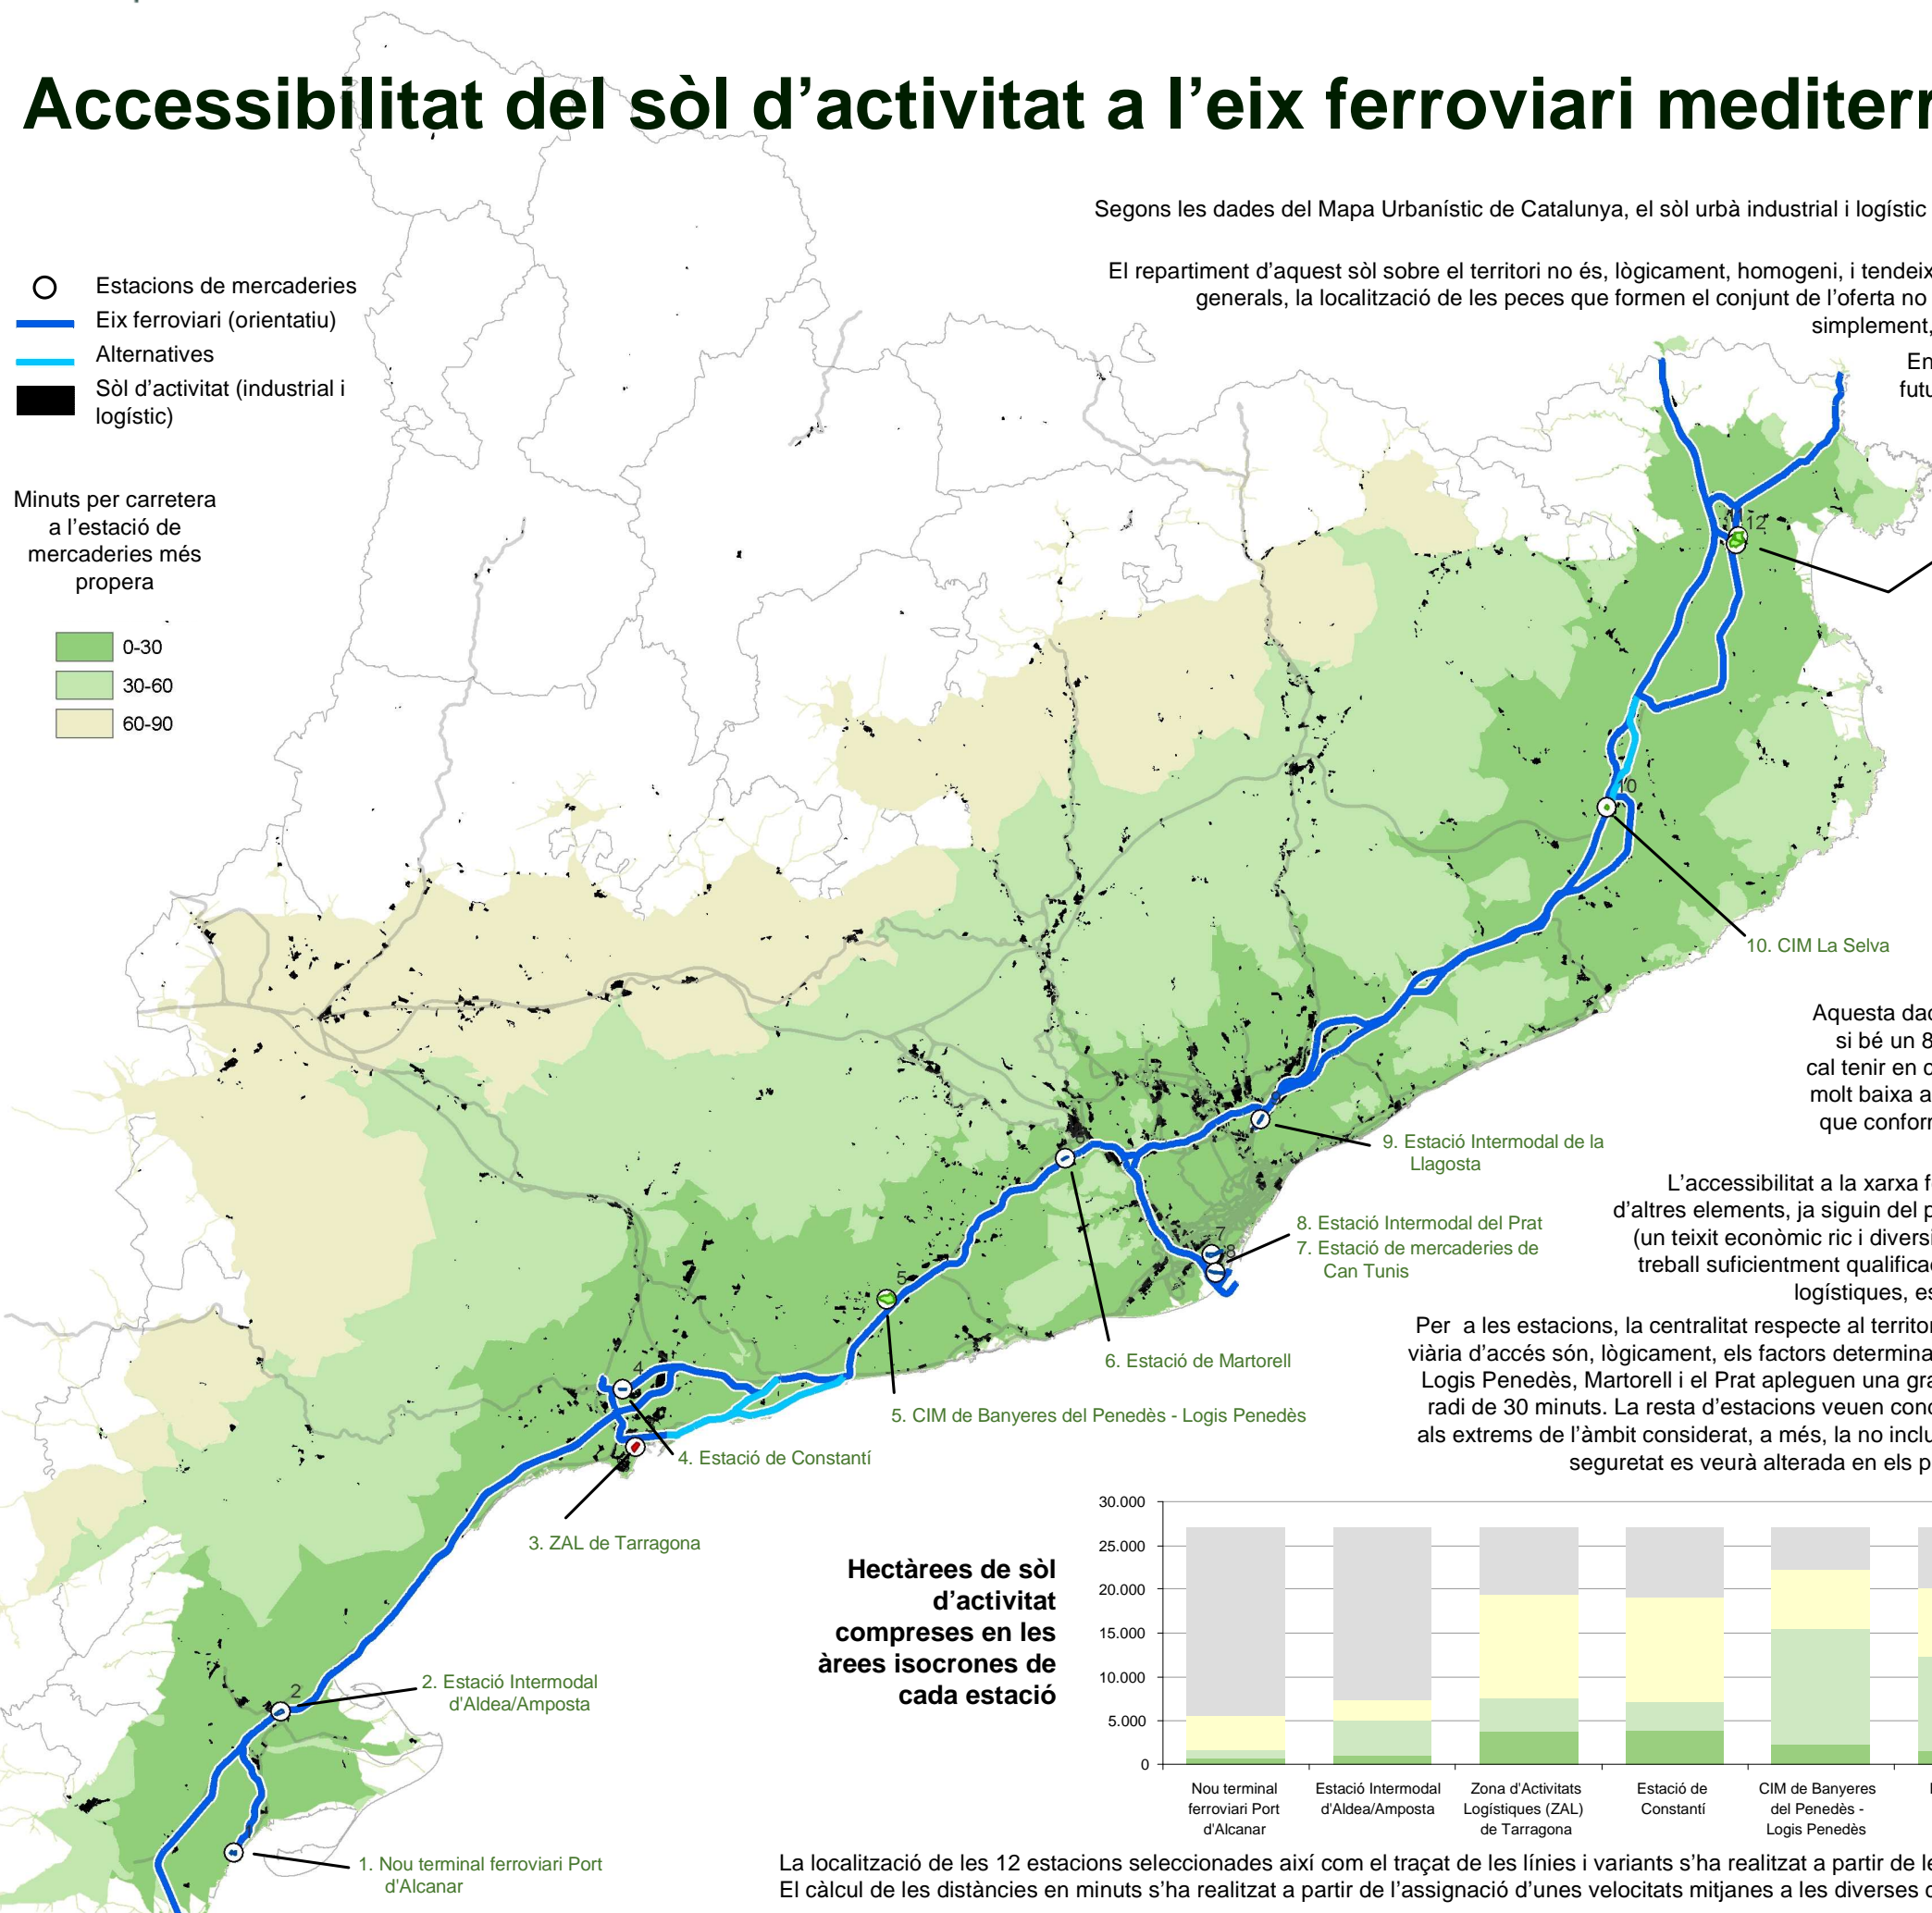 Accessibilitat del sòl d’activitat a l’eix ferroviari
Segons les dades del Mapa Urbanístic de Catalunya, el sòl urbà industrial i logístic
El repartiment d’aquest sòl sobre el territori no és, lògicament, homogeni, i
generals, la localització de les peces que formen el conjunt de l’oferta no
simplement,
En
Estacions de mercaderies
Eix ferroviari (orientatiu)
Alternatives
Sòl d’activitat (industrial i
logístic)
Minuts per carretera
a l’estació de
mercaderies més
propera
0-30
30-60
60-90
12
10
10. CIM La Selva
Aquesta
si bé un 8
cal tenir en
molt baixa a
que
9. Estació Intermodal de la
Llagosta
L’accessibilitat a la xarxa
d’altres elements, ja siguin del
(un teixit econòmic ric i
treball suficientment
logístiques,
8. Estació Intermodal del Prat
7. Estació de mercaderies de
Can Tunis
7
8
5
6. Estació de Martorell
5. CIM de Banyeres del Penedès - Logis Penedès
4
4. Estació de Constantí
3. ZAL de Tarragona
Per a les estacions, la centralitat respecte al
viària d’accés són, lògicament, els factors
Logis Penedès, Martorell i el Prat apleguen una
radi de 30 minuts. La resta d’estacions veuen
als extrems de l’àmbit considerat, a més, la no
seguretat es veurà alterada en els
2
2. Estació Intermodal
d'Aldea/Amposta
1. Nou terminal ferroviari Port
d'Alcanar
Hectàrees de sòl
d’activitat
compreses en les
àrees isocrones de
cada estació
30.000
25.000
20.000
15.000
10.000
5.000
0
Nou terminal
ferroviari Port
d'Alcanar
Estació Intermodal
d'Aldea/Amposta
Zona d'Activitats
Logístiques (ZAL)
de Tarragona
Estació de
Constantí
CIM de Banyeres
del Penedès -
Logis Penedès
La localització de les 12 estacions seleccionades així com el traçat de les línies i variants s’ha realitzat a partir de
El càlcul de les distàncies en minuts s’ha realitzat a partir de l’assignació d’unes velocitats mitjanes a les diverses